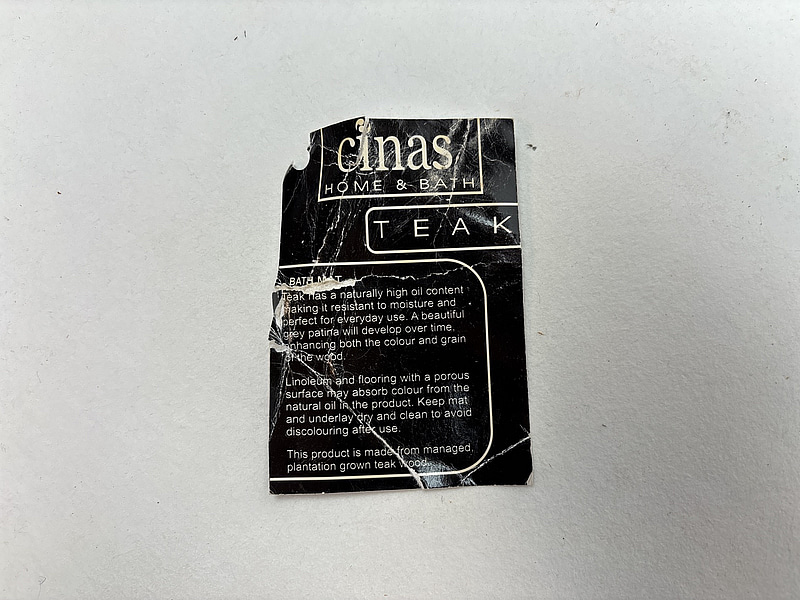 cinas
HOME & BATH
TEAK
BATH MAT
Teak has a naturally high oil content
making it resistant to moisture and
perfect for everyday use. A beautiful
grey patina will develop over time,
enhancing both the colour and grain
of the wood.
Linoleum and flooring with a porous
surface may absorb colour from the
natural oil in the product. Keep mat
and underlay dry and clean to avoid
discolouring after use.
This product is made from managed,
plantation grown teak wood.